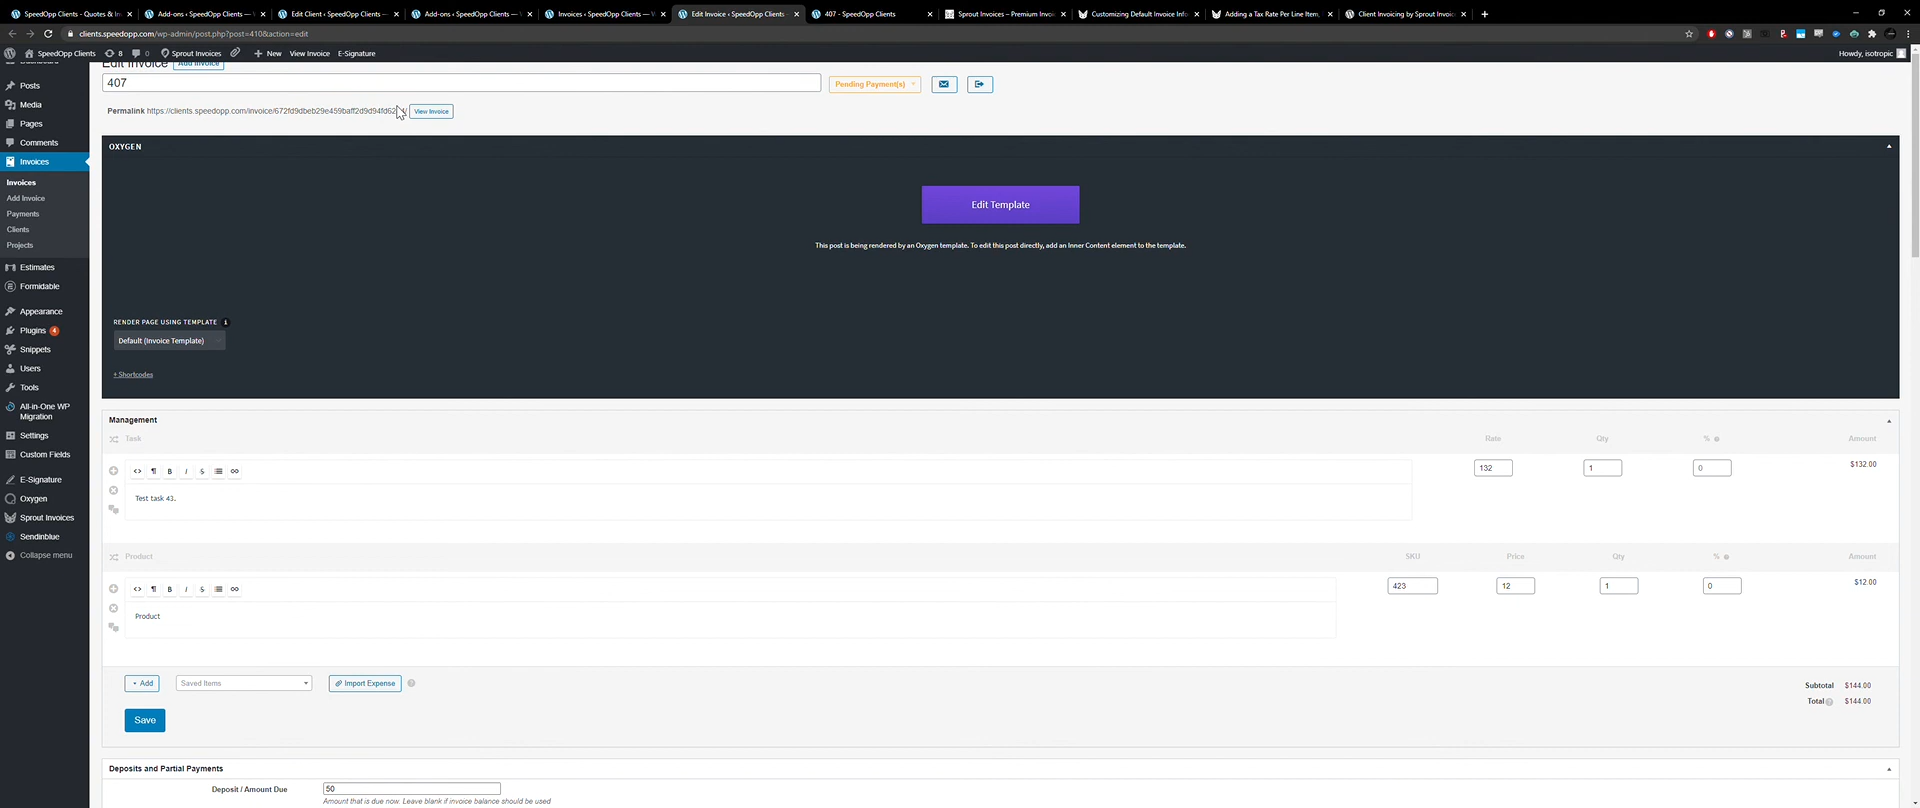 SpeedOpp Clients - Quotes & In
Add-ons ‹ SpeedOpp Clients —
Edit Client ‹ SpeedOpp Clients —
Add-ons ‹ SpeedOpp Clients —
Invoices ‹ SpeedOpp Clients — W
Edit Invoice ‹ SpeedOpp Clients
407 - SpeedOpp Clients
Sprout Invoices – Premium Invoi
Customizing Default Invoice Info
Adding a Tax Rate Per Line Item,
Client Invoicing by Sprout Invoi
clients.speedopp.com/wp-admin/post.php?post=410&action=edit
SpeedOpp Clients
8
0
Sprout Invoices
+ New
View Invoice
E-Signature
Howdy, isotropic
Posts
Media
Pages
Comments
Invoices
Invoices
Add Invoice
Payments
Clients
Projects
Estimates
Formidable
Appearance
Plugins 4
Snippets
Users
Tools
All-in-One WP
Migration
Settings
Custom Fields
E-Signature
Oxygen
Sprout Invoices
Sendinblue
Collapse menu
Edit Invoice
Add Invoice
407
Pending Payment(s)
Permalink https://clients.speedopp.com/invoice/672fd9dbeb29e459baff2d9d94fd62
View Invoice
OXYGEN
Edit Template
This post is being rendered by an Oxygen template. To edit this post directly, add an Inner Content element to the template.
RENDER PAGE USING TEMPLATE
Default (Invoice Template)
+ Shortcodes
Management
Task Rate Qty % Amount
B I S
132 1 0 $132.00
Test task 43.
Product SKU Price Qty % Amount
B I S
423 12 1 0 $12.00
Product
+ Add
Saved Items
Import Expense
Subtotal $144.00
Total $144.00
Save
Deposits and Partial Payments
Deposit / Amount Due 50
Amount that is due now. Leave blank if invoice balance should be used